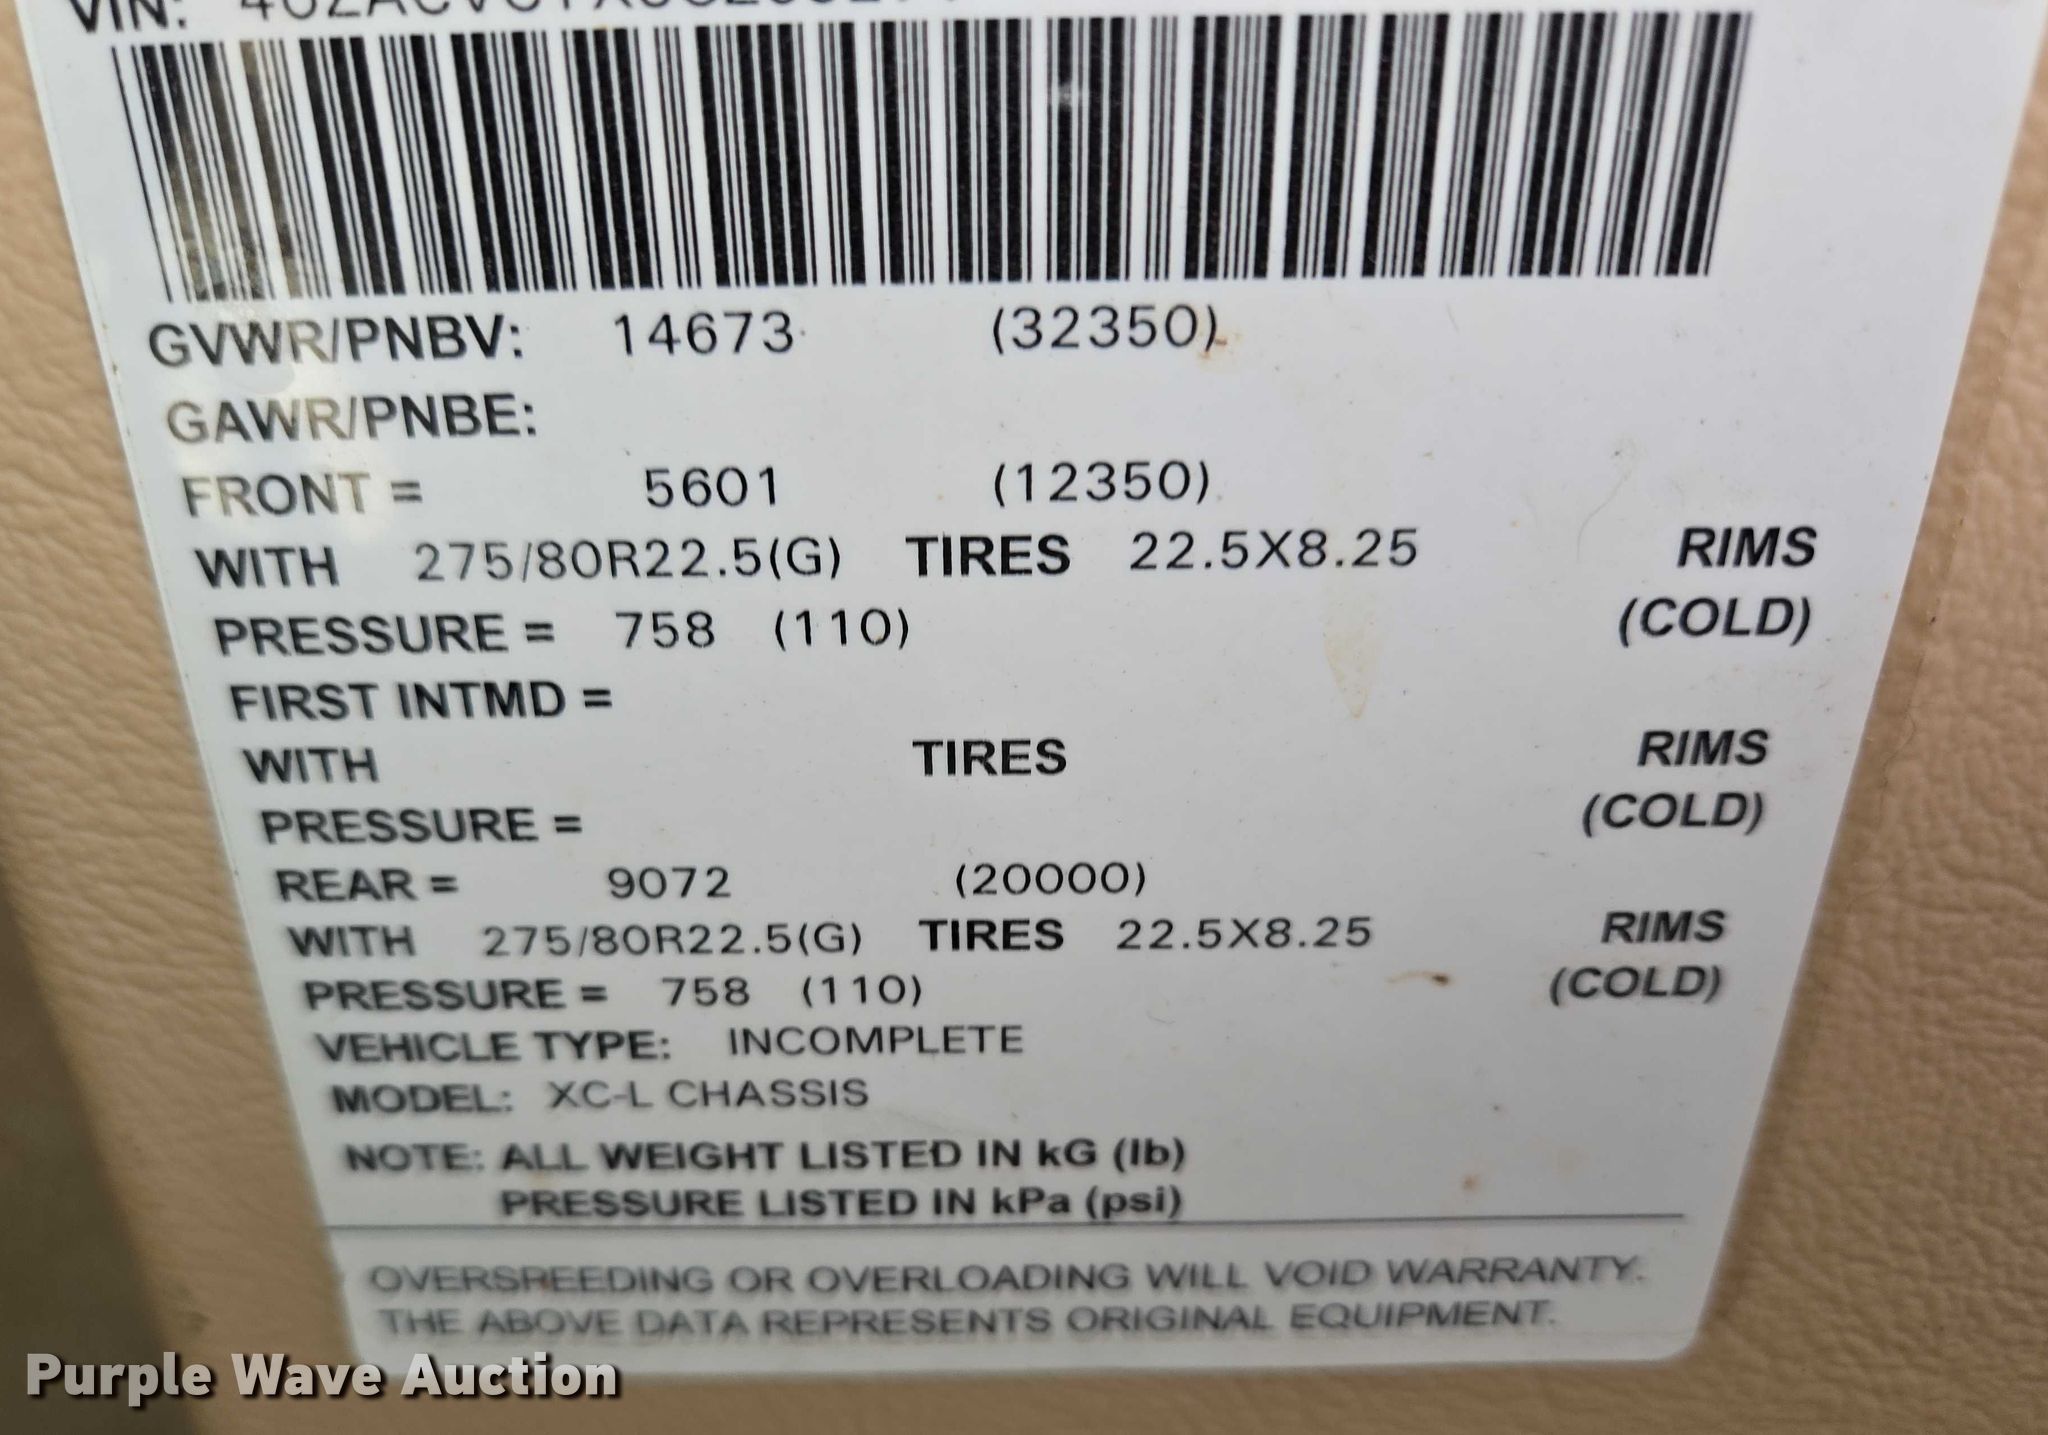 VIN:
GVWR/PNBV: 14673 (32350)
GAWR/PNBE:
FRONT = 5601 (12350)
WITH 275/80R22.5(G) TIRES 22.5X8.25 RIMS
PRESSURE = 758 (110) (COLD)
FIRST INTMD =
WITH TIRES RIMS
PRESSURE = (COLD)
REAR = 9072 (20000)
WITH 275/80R22.5(G) TIRES 22.5X8.25 RIMS
PRESSURE = 758 (110) (COLD)
VEHICLE TYPE: INCOMPLETE
MODEL: XC-L CHASSIS
NOTE: ALL WEIGHT LISTED IN kG (lb)
PRESSURE LISTED IN kPa (psi)
OVERSPEEDING OR OVERLOADING WILL VOID WARRANTY.
THE ABOVE DATA REPRESENTS ORIGINAL EQUIPMENT.
Purple Wave Auction